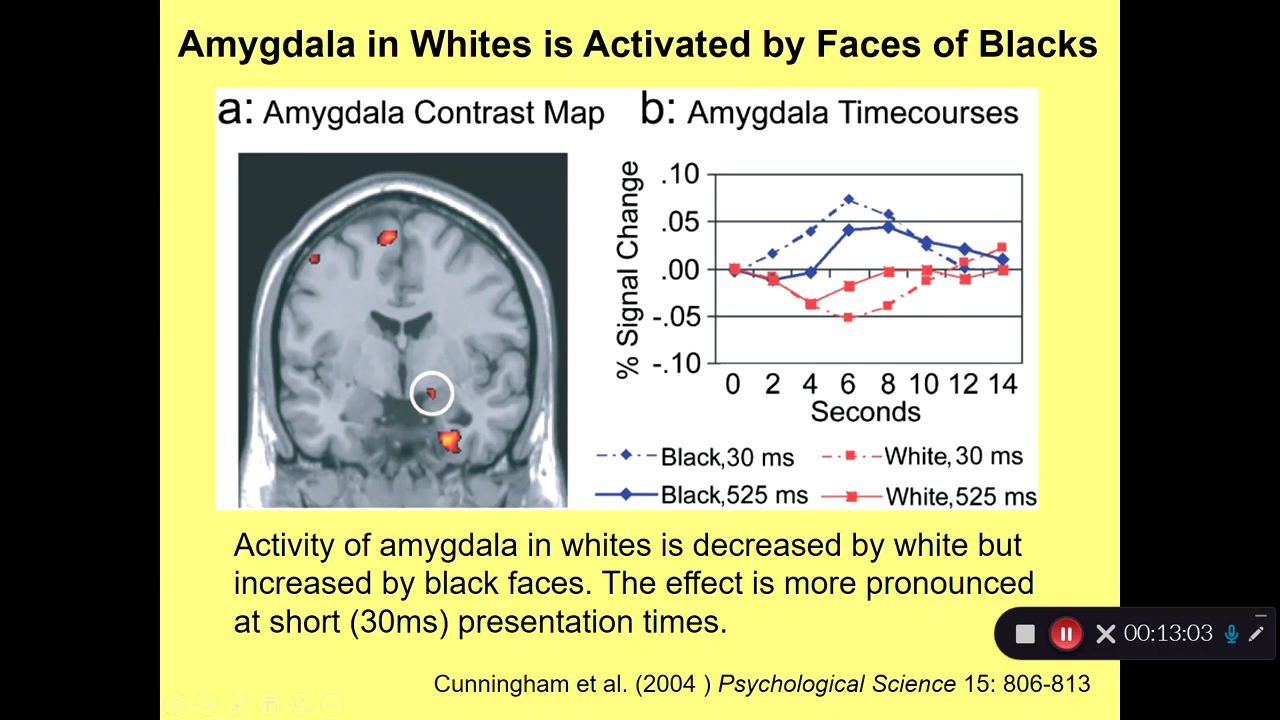 Amygdala in Whites is Activated by Faces of Blacks
a: Amygdala Contrast Map
b: Amygdala Timecourses
% Signal Change
.10
.05
.00
-.05
-.10
0 2 4 6 8 10 12 14
Seconds
Black,30 ms
White,30 ms
Black,525 ms
White,525 ms
Activity of amygdala in whites is decreased by white but
increased by black faces. The effect is more pronounced
at short (30ms) presentation times.
00:13:03
Cunningham et al. (2004 ) Psychological Science 15: 806-813